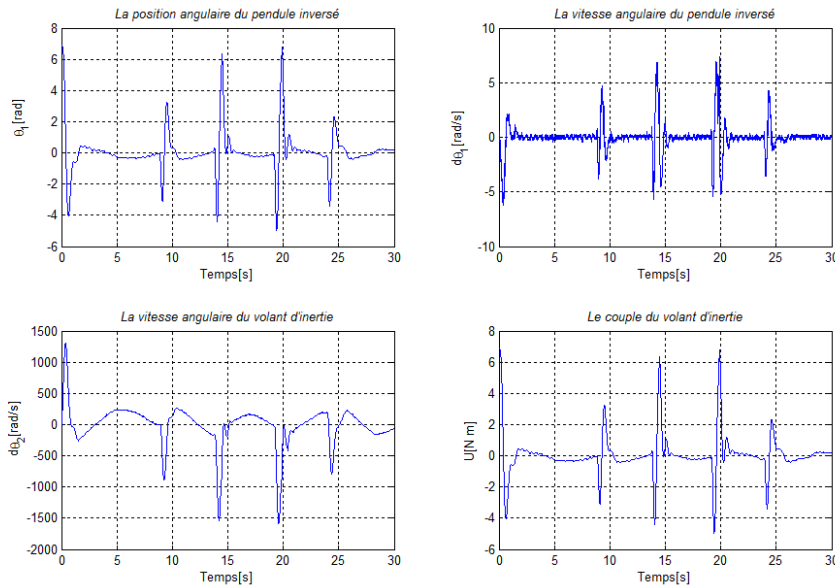 La position angulaire du pendule inversé
8
6
4
2
0
-2
-4
-6
θ1 [rad]
0 5 10 15 20 25 30
Temps[s]
La vitesse angulaire du pendule inversé
10
5
0
-5
-10
dθ1[rad/s]
0 5 10 15 20 25 30
Temps[s]
La vitesse angulaire du volant d'inertie
1500
1000
500
0
-500
-1000
-1500
-2000
dθ2[rad/s]
0 5 10 15 20 25 30
Temps[s]
Le couple du volant d'inertie
8
6
4
2
0
-2
-4
-6
U[N m]
0 5 10 15 20 25 30
Temps[s]